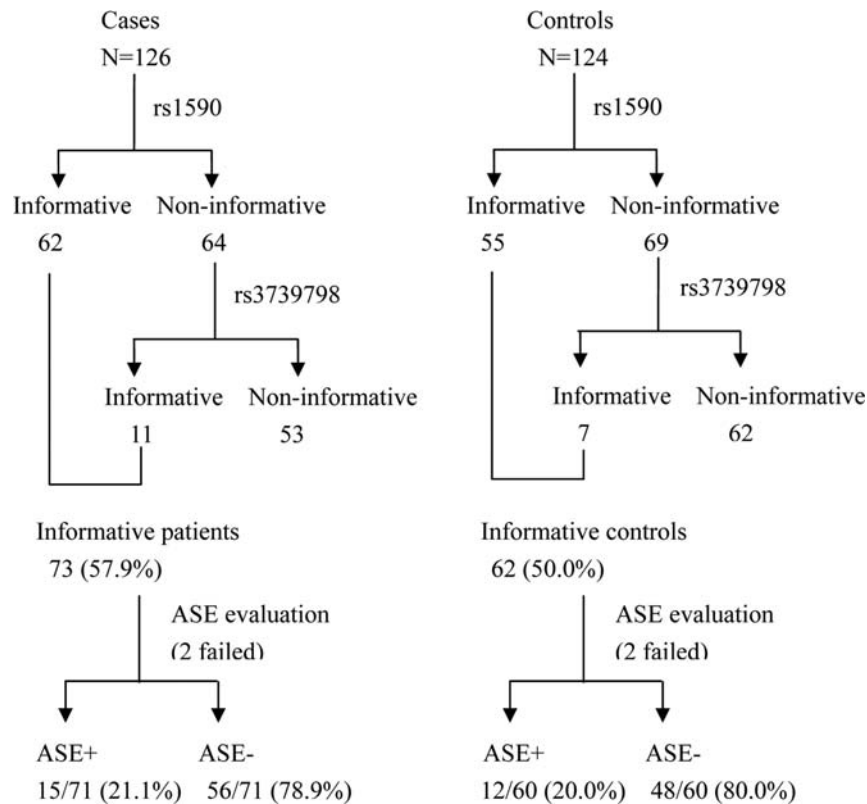 Cases
N=126
rs1590
Informative
Non-informative
62
64
rs3739798
Informative
Non-informative
11
53
Informative patients
73 (57.9%)
ASE evaluation
(2 failed)
ASE+
ASE-
15/71 (21.1%)
56/71 (78.9%)
Controls
N=124
rs1590
Informative
Non-informative
55
69
rs3739798
Informative
Non-informative
7
62
Informative controls
62 (50.0%)
ASE evaluation
(2 failed)
ASE+
ASE-
12/60 (20.0%)
48/60 (80.0%)